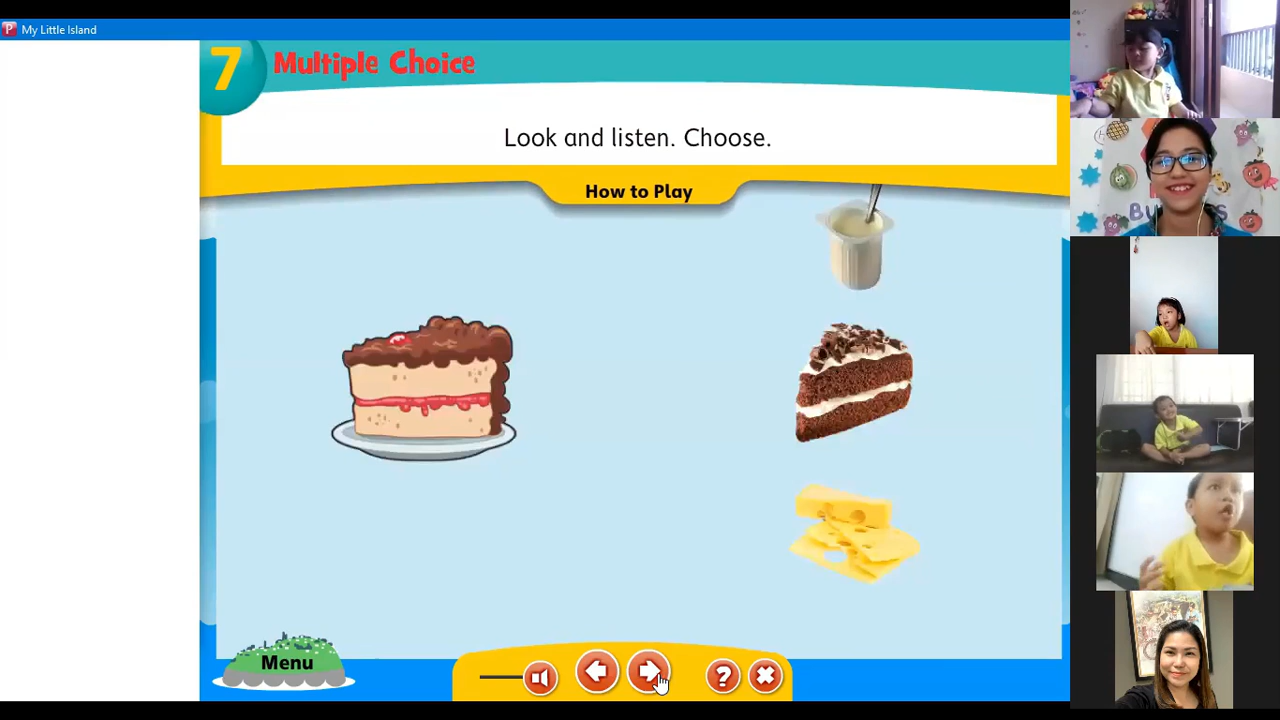 My Little Island
7 Multiple Choice
Look and listen. Choose.
How to Play
Menu
?